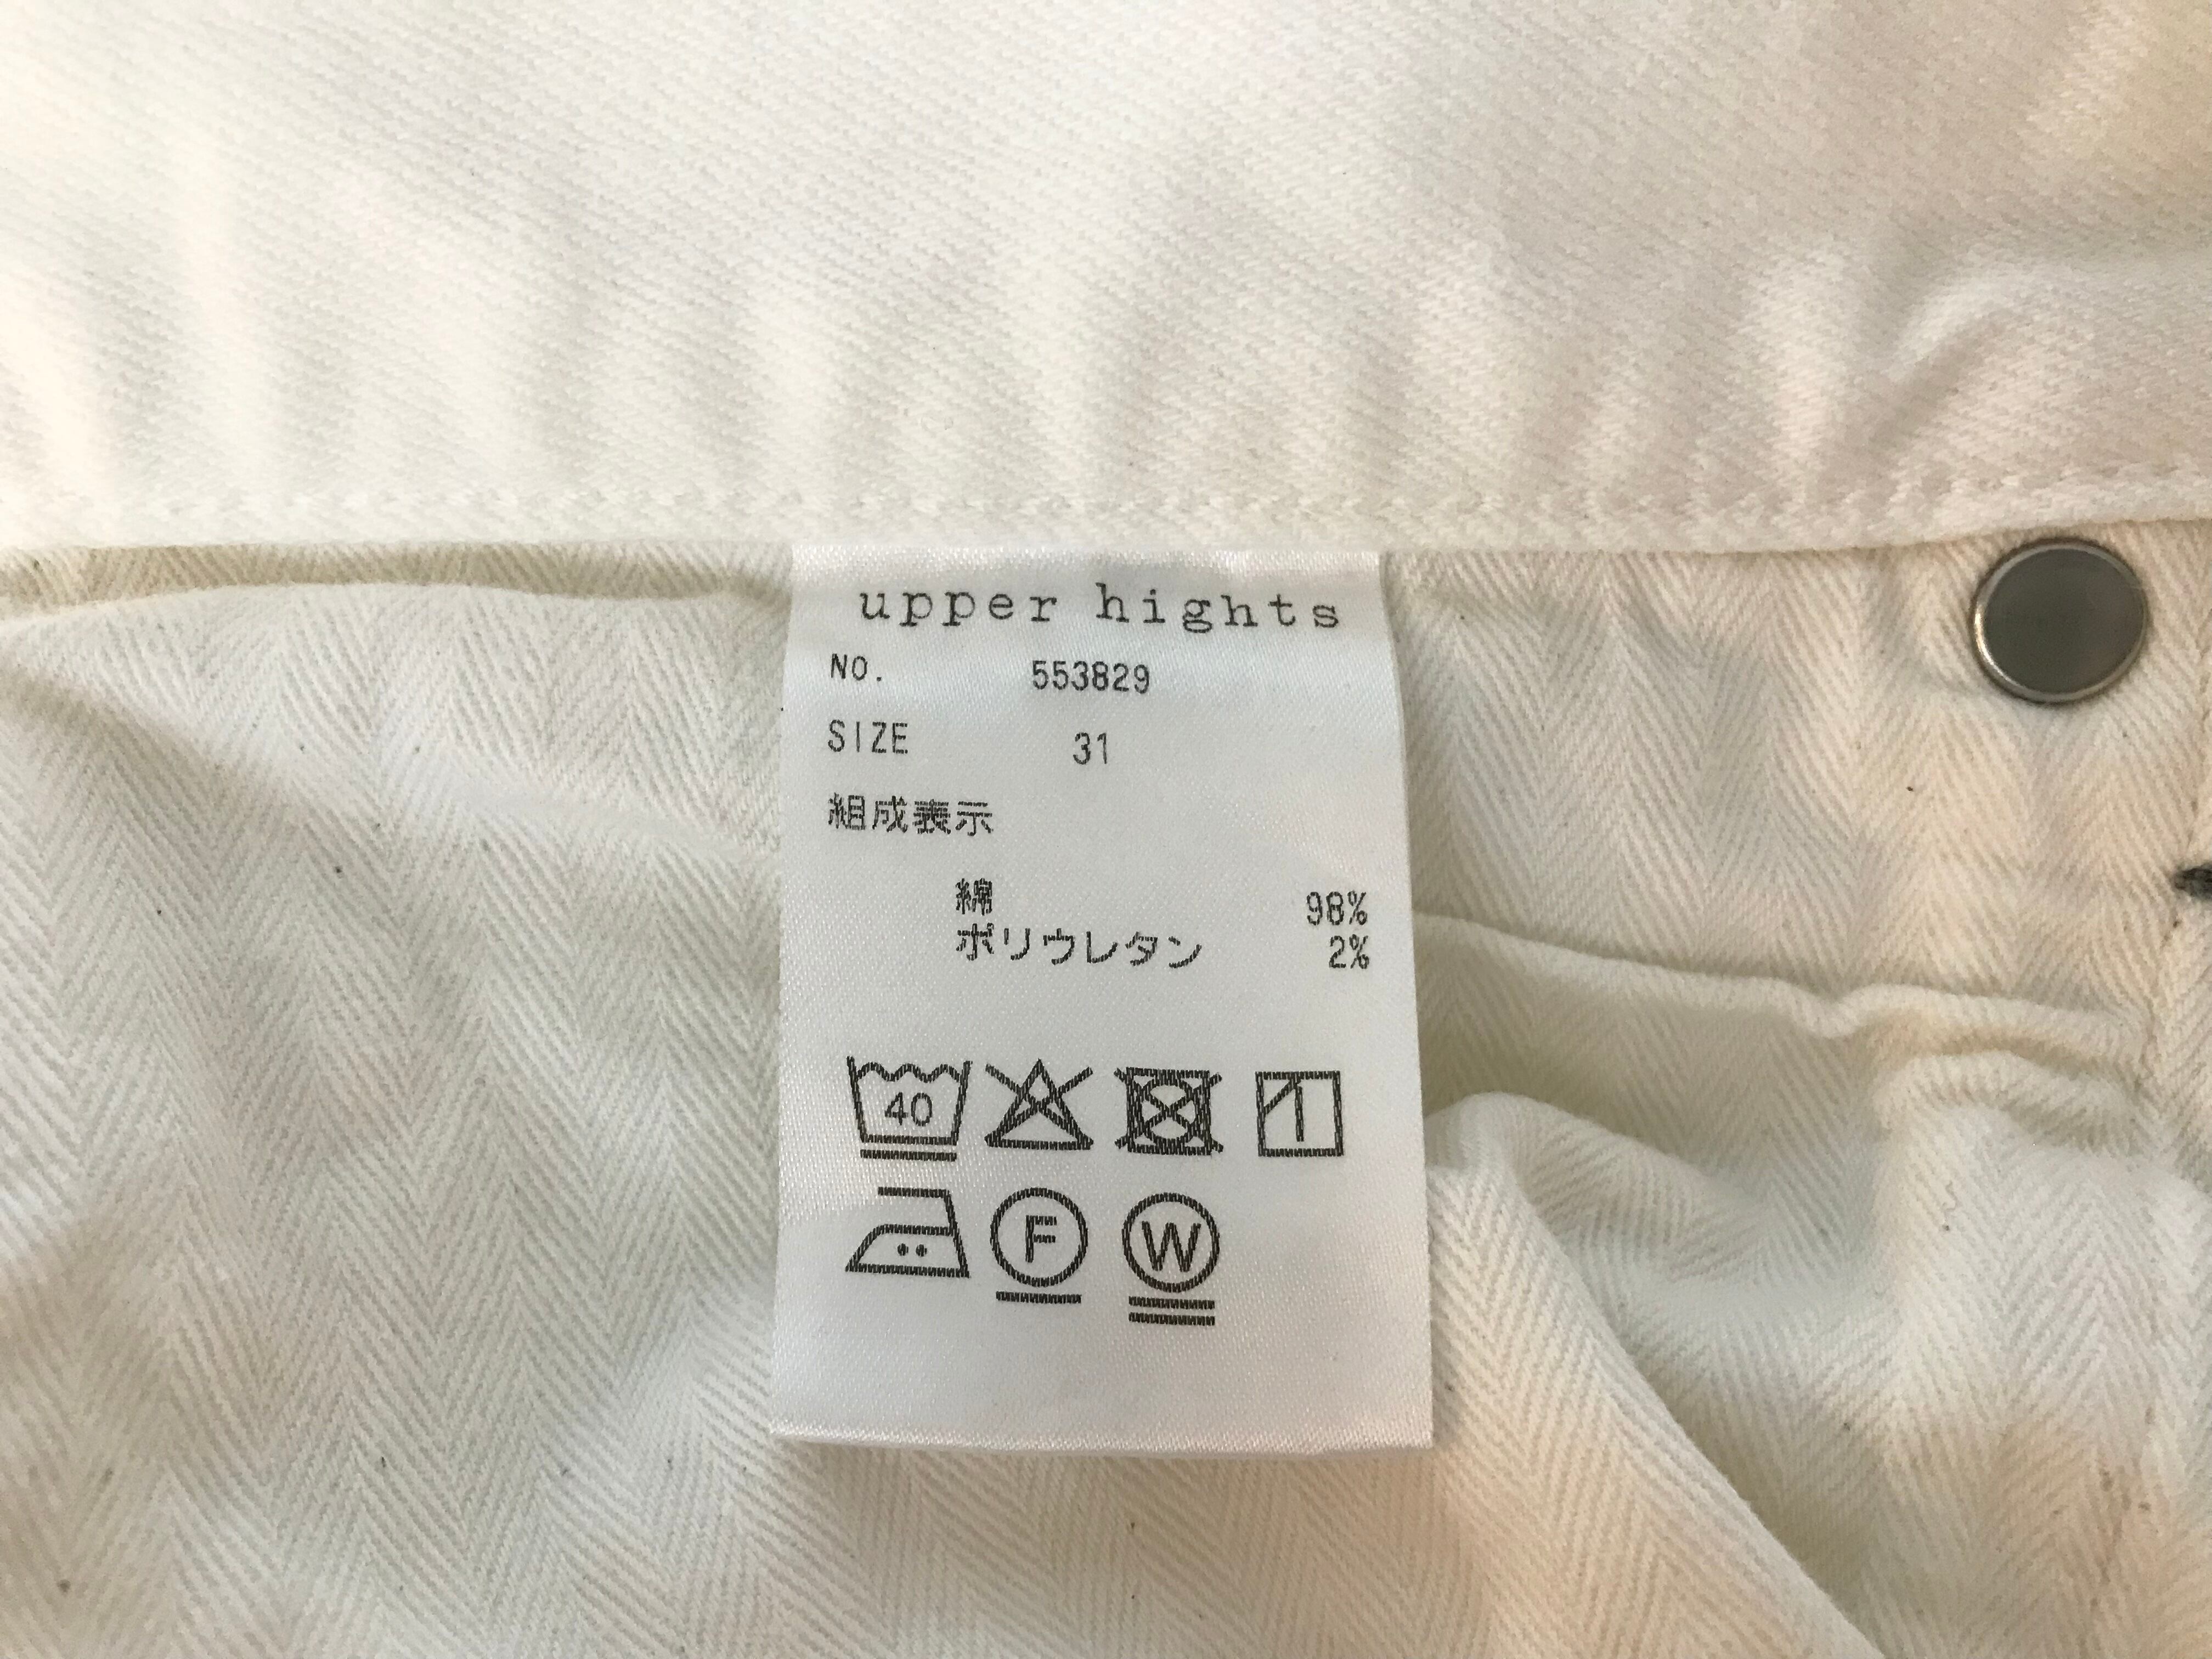 upper hights
NO. 553829
SIZE 31
組成表示
綿 98%
ポリウレタン 2%
40
F
W